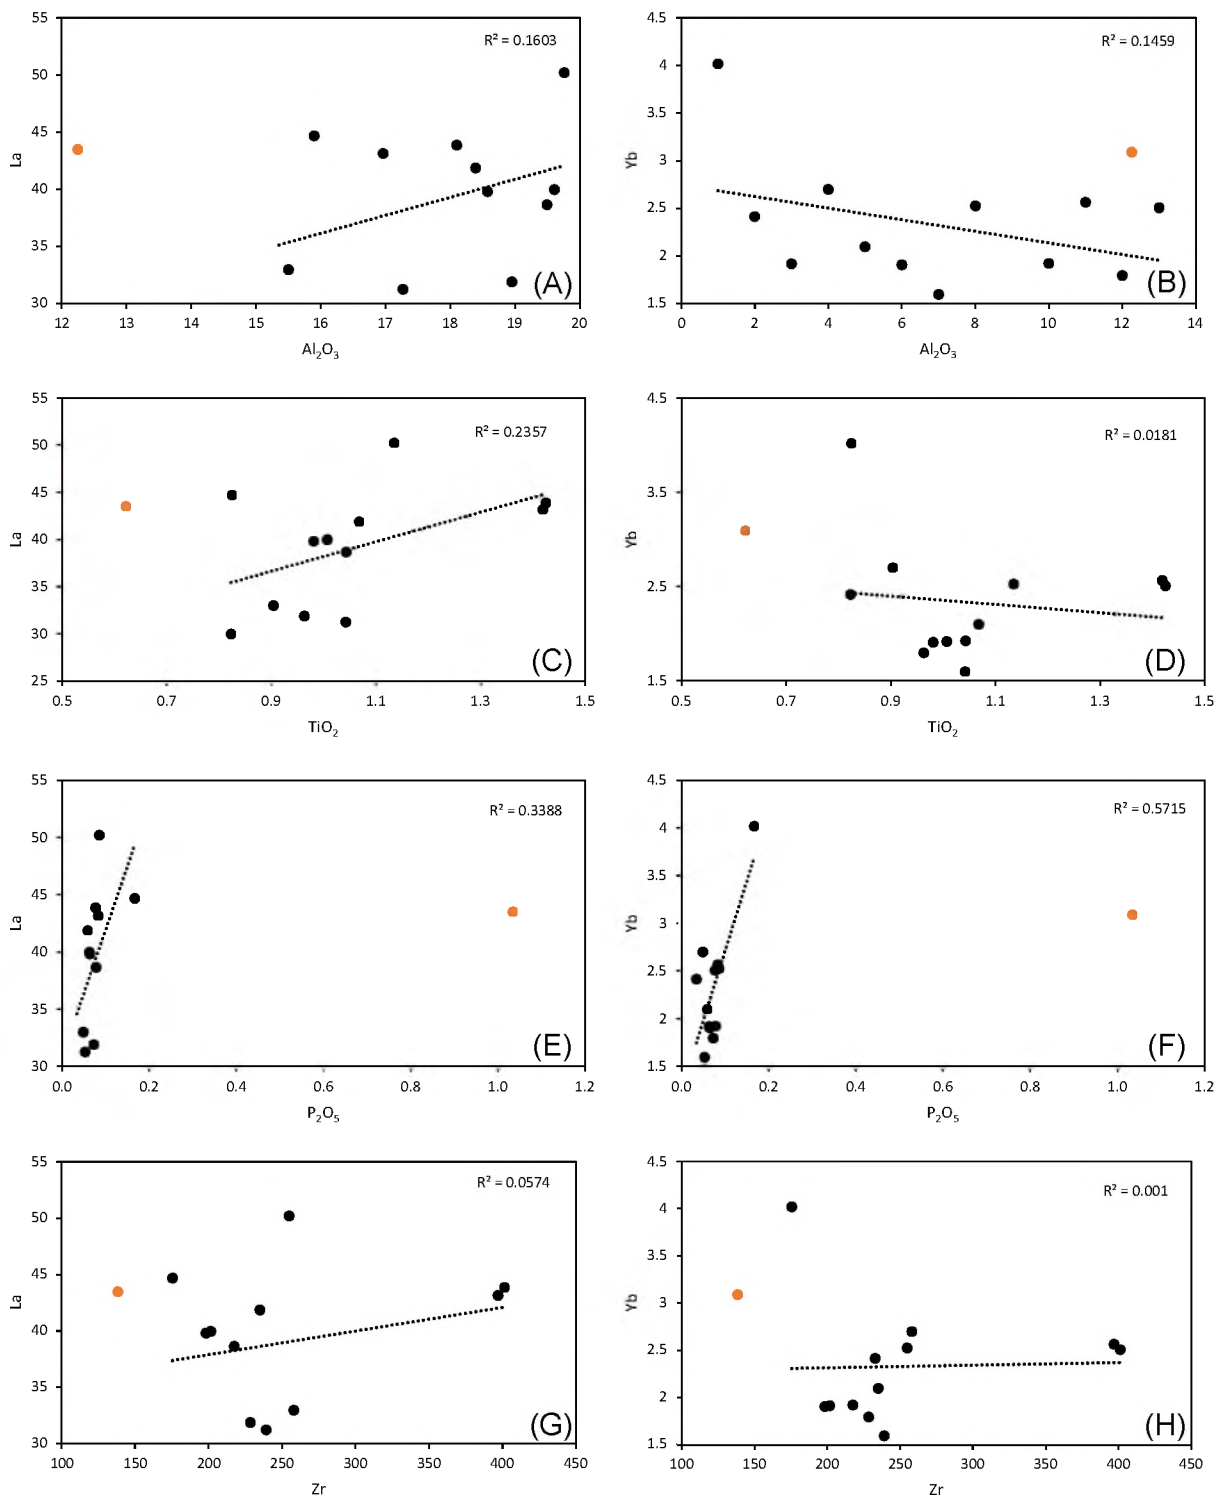 55
50
45
40
35
30
La
R² = 0.1603
(A)
12 13 14 15 16 17 18 19 20
Al₂O₃
4.5
4
3.5
3
2.5
2
1.5
Yb
R² = 0.1459
(B)
0 2 4 6 8 10 12 14
Al₂O₃
55
50
45
40
35
30
25
La
R² = 0.2357
(C)
0.5 0.7 0.9 1.1 1.3 1.5
TiO₂
4.5
3.5
2.5
1.5
Yb
R² = 0.0181
(D)
0.5 0.7 0.9 1.1 1.3 1.5
TiO₂
55
50
45
40
35
30
La
R² = 0.3388
(E)
0.0 0.2 0.4 0.6 0.8 1.0 1.2
P₂O₅
4.5
4
3.5
3
2.5
2
1.5
Yb
R² = 0.5715
(F)
0.0 0.2 0.4 0.6 0.8 1.0 1.2
P₂O₅
55
50
45
40
35
30
La
R² = 0.0574
(G)
100 150 200 250 300 350 400 450
Zr
4.5
4
3.5
3
2.5
2
1.5
Yb
R² = 0.001
(H)
100 150 200 250 300 350 400 450
Zr